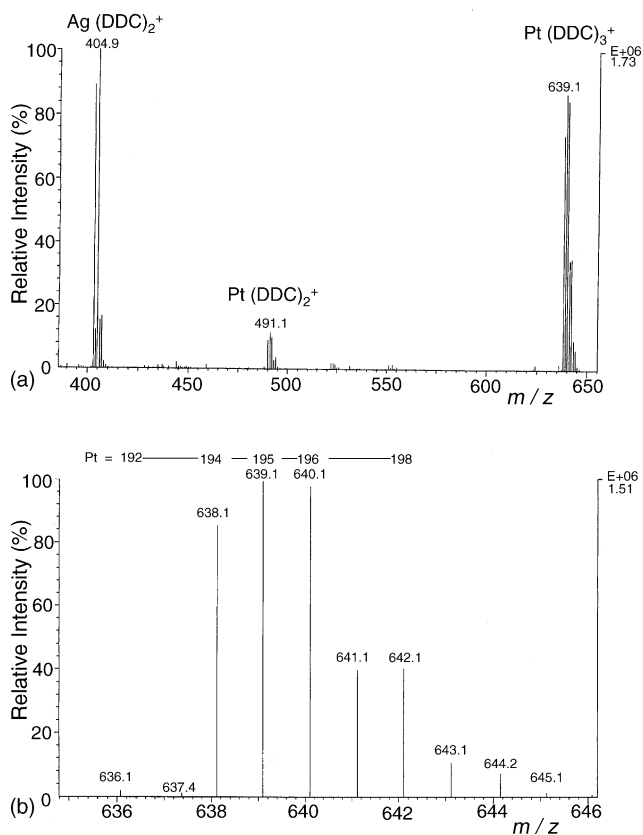 Ag (DDC)₂⁺
404.9
Pt (DDC)₃⁺
639.1
E+06
1.73
100
80
60
40
20
0
Relative Intensity (%)
Pt (DDC)₂⁺
491.1
(a)
400 450 500 550 600 650
m / z
Pt = 192 194 195 196 198
639.1 640.1
E+06
1.51
100
80
60
40
20
0
Relative Intensity (%)
638.1
641.1 642.1
643.1
644.2
636.1 637.4 645.1
(b)
636 638 640 642 644 646
m / z